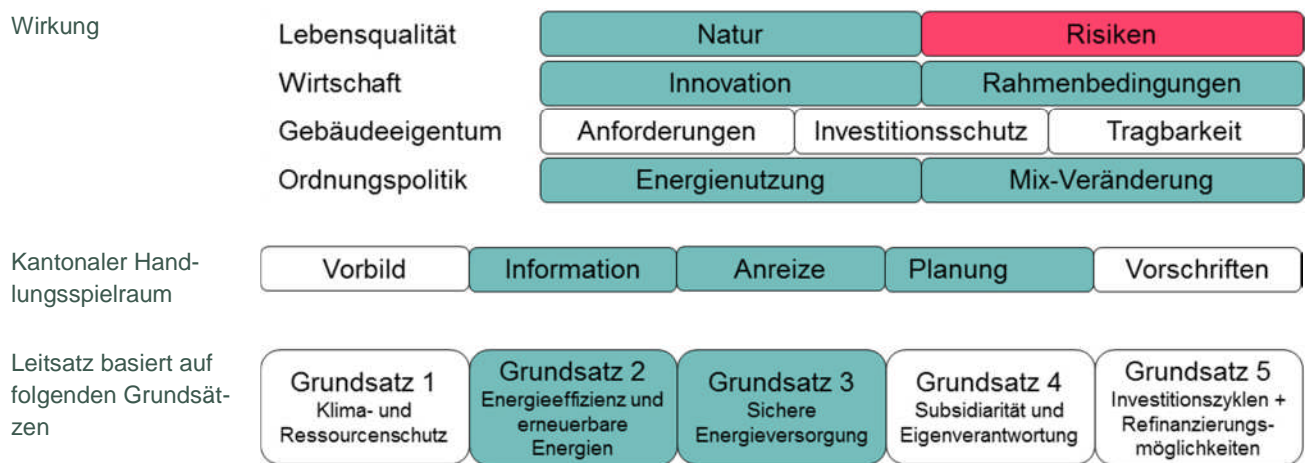 Wirkung
Lebensqualität Natur Risiken
Wirtschaft Innovation Rahmenbedingungen
Gebäudeeigentum Anforderungen Investitionsschutz Tragbarkeit
Ordnungspolitik Energienutzung Mix-Veränderung
Kantonaler Hand-
lungsspielraum
Vorbild Information Anreize Planung Vorschriften
Leitsatz basiert auf
folgenden Grundsät-
zen
Grundsatz 1
Klima- und
Ressourcenschutz
Grundsatz 2
Energieeffizienz und
erneuerbare
Energien
Grundsatz 3
Sichere
Energieversorgung
Grundsatz 4
Subsidiarität und
Eigenverantwortung
Grundsatz 5
Investitionszyklen +
Refinanzierungs-
möglichkeiten